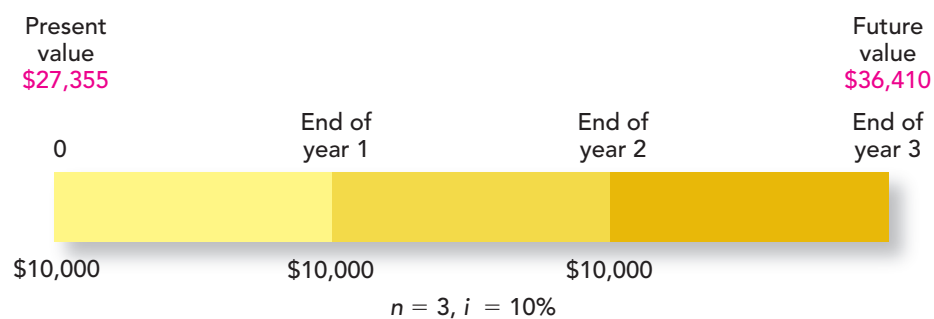 Present
value
$27,355
Future
value
$36,410
0
End of
year 1
End of
year 2
End of
year 3
$10,000
$10,000
$10,000
n = 3, i = 10%